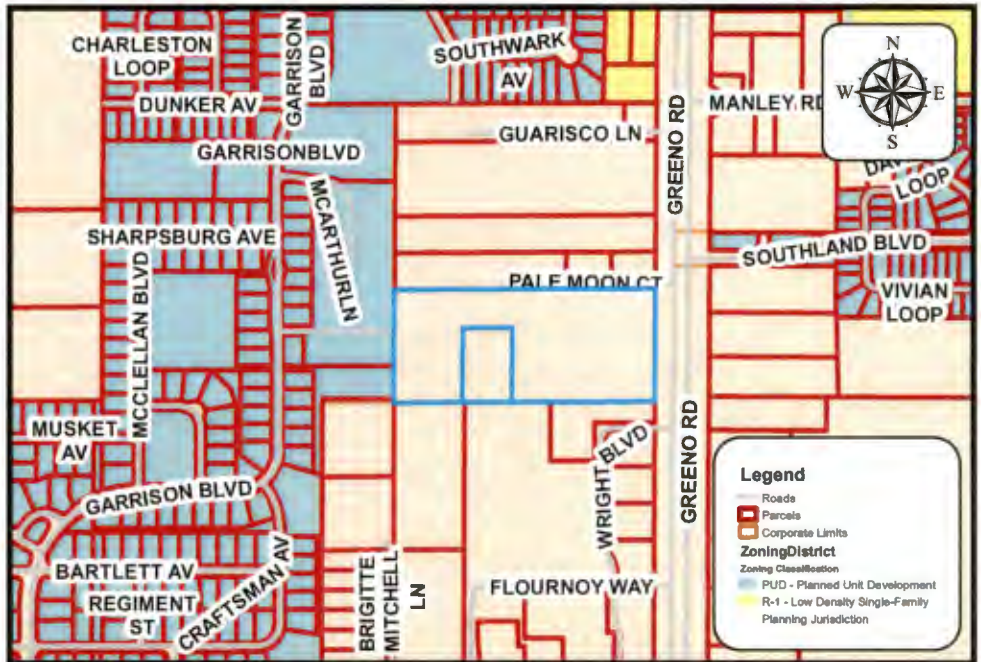 CHARLESTON
LOOP
GARRISON
BLVD
SOUTHWARK
AV
DUNKER AV
GUARISCO LN
GREENO RD
MANLEY RD
N
W
E
S
GARRISONBLVD
LOOP
MCARTHURLN
SHARPSBURG AVE
MCCLELLAN BLVD
SOUTHLAND BLVD
PALE MOON CT
VIVIAN
LOOP
MUSKET
AV
GARRISON BLVD
WRIGHT BLVD
GREENO RD
BARTLETT AV
REGIMENT
ST
CRAFTSMAN AV
BRIGITTE
MITCHELL
LN
FLOURNOY WAY
Legend
Roads
Parcels
Corporate Limits
ZoningDistrict
Zoning Classification
PUD - Planned Unit Development
R-1 - Low Density Single-Family
Planning Jurisdiction